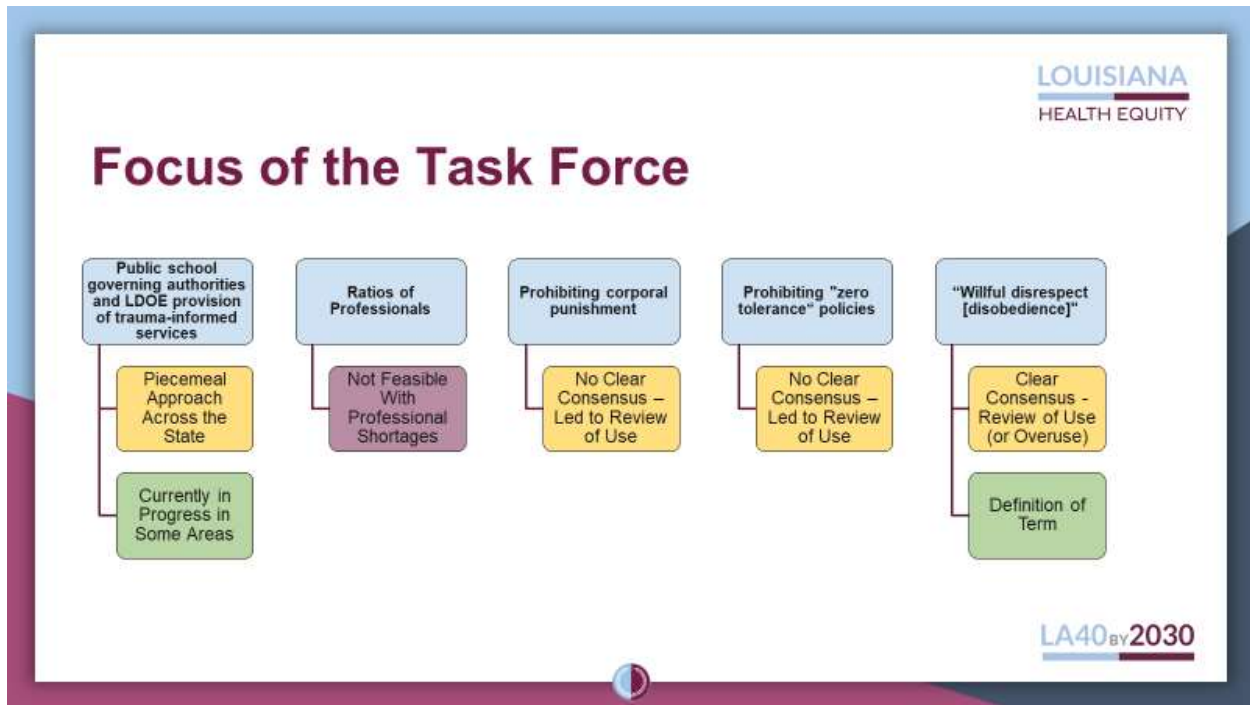 LOUISIANA
HEALTH EQUITY
Focus of the Task Force
Public school
governing authorities
and LDOE provision
of trauma-informed
services
Piecemeal
Approach
Across the
State
Currently in
Progress in
Some Areas
Ratios of
Professionals
Not Feasible
With
Professional
Shortages
Prohibiting corporal
punishment
No Clear
Consensus –
Led to Review
of Use
Prohibiting "zero
tolerance“ policies
No Clear
Consensus –
Led to Review
of Use
“Willful disrespect
[disobedience]"
Clear
Consensus -
Review of Use
(or Overuse)
Definition of
Term
LA40BY2030